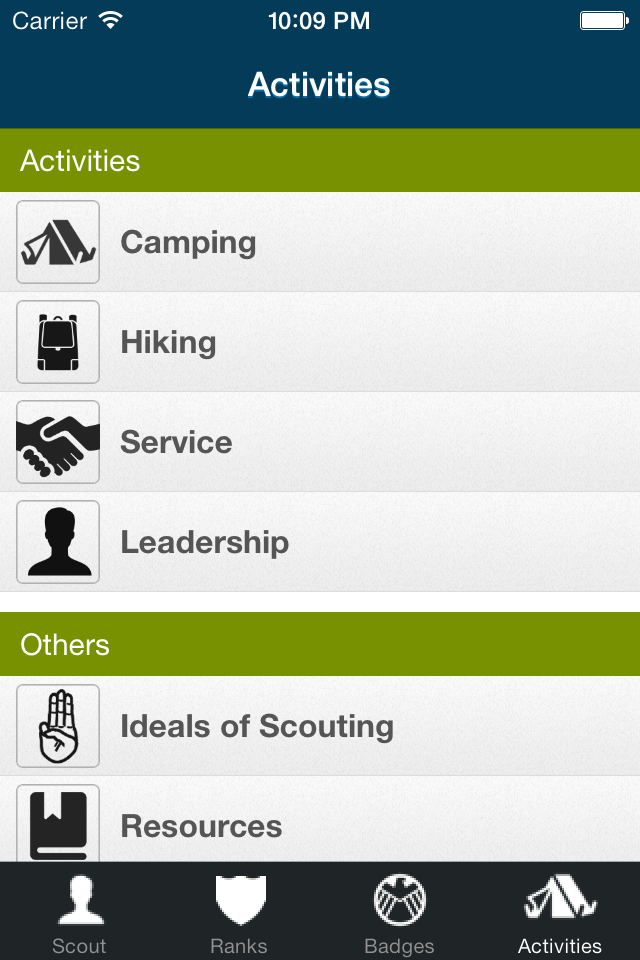 Carrier 10:09 PM
Activities
Activities
Camping
Hiking
Service
Leadership
Others
Ideals of Scouting
Resources
Scout Ranks Badges Activities